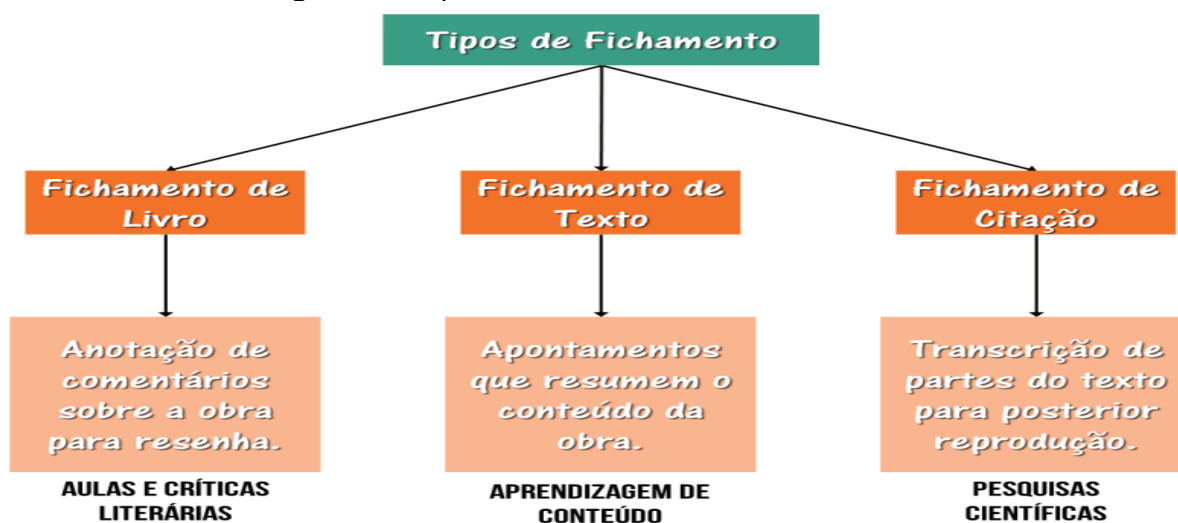 Tipos de Fichamento
Fichamento de
Livro
Fichamento de
Texto
Fichamento de
Citação
Anotação de
comentários
sobre a obra
para resenha.
Apontamentos
que resumem o
conteúdo da
obra.
Transcrição de
partes do texto
para posterior
reprodução.
AULAS E CRÍTICAS
LITERÁRIAS
APRENDIZAGEM DE
CONTEÚDO
PESQUISAS
CIENTÍFICAS